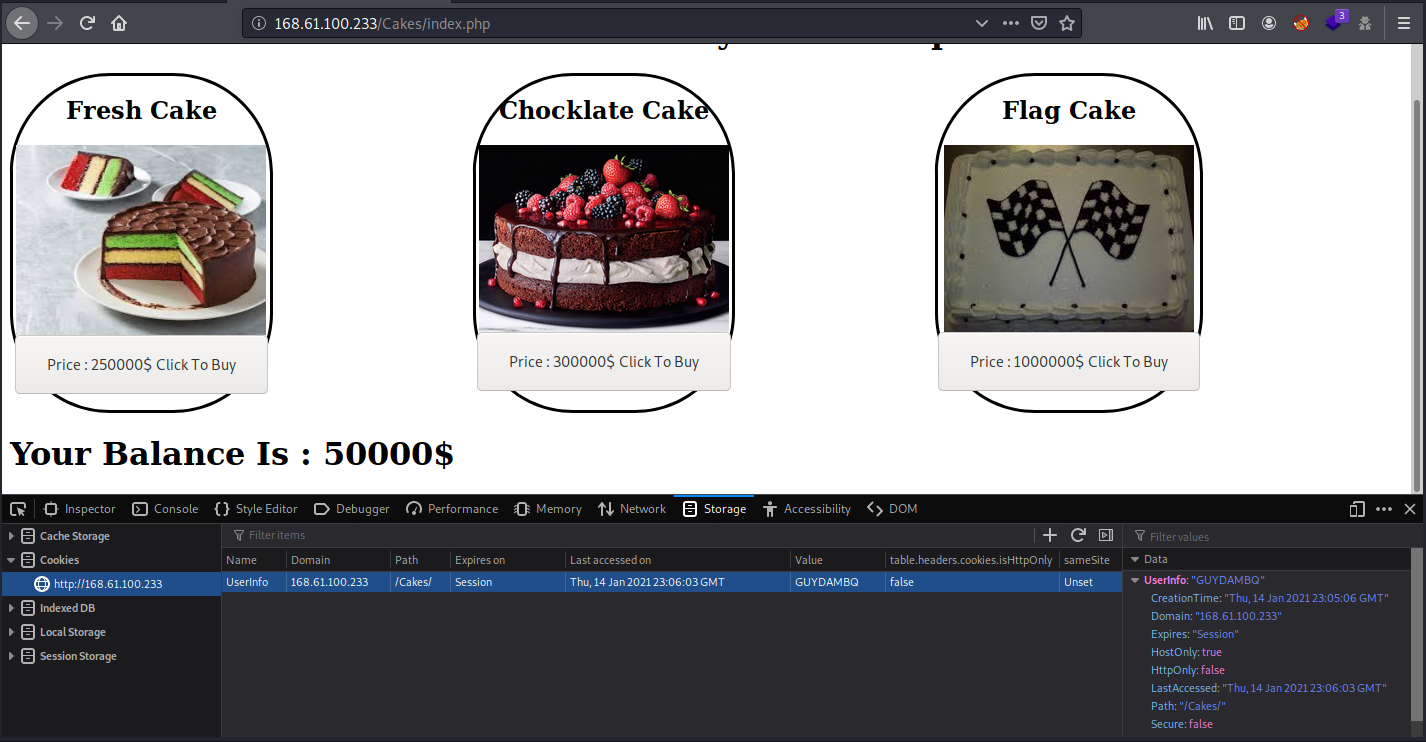 168.61.100.233/Cakes/index.php
3
Fresh Cake
Chocklate Cake
Flag Cake
Price : 250000$ Click To Buy
Price : 300000$ Click To Buy
Price : 1000000$ Click To Buy
Your Balance Is : 50000$
Inspector Console Style Editor Debugger Performance Memory Network Storage Accessibility DOM
Cache Storage
Cookies
http://168.61.100.233
Indexed DB
Local Storage
Session Storage
Filter items
Name Domain Path Expires on Last accessed on Value table.headers.cookies.isHttpOnly sameSite
UserInfo 168.61.100.233 /Cakes/ Session Thu, 14 Jan 2021 23:06:03 GMT GUYDAMBQ false Unset
Filter values
Data
UserInfo: "GUYDAMBQ"
CreationTime: "Thu, 14 Jan 2021 23:05:06 GMT"
Domain: "168.61.100.233"
Expires: "Session"
HostOnly: true
HttpOnly: false
LastAccessed: "Thu, 14 Jan 2021 23:06:03 GMT"
Path: "/Cakes/"
Secure: false